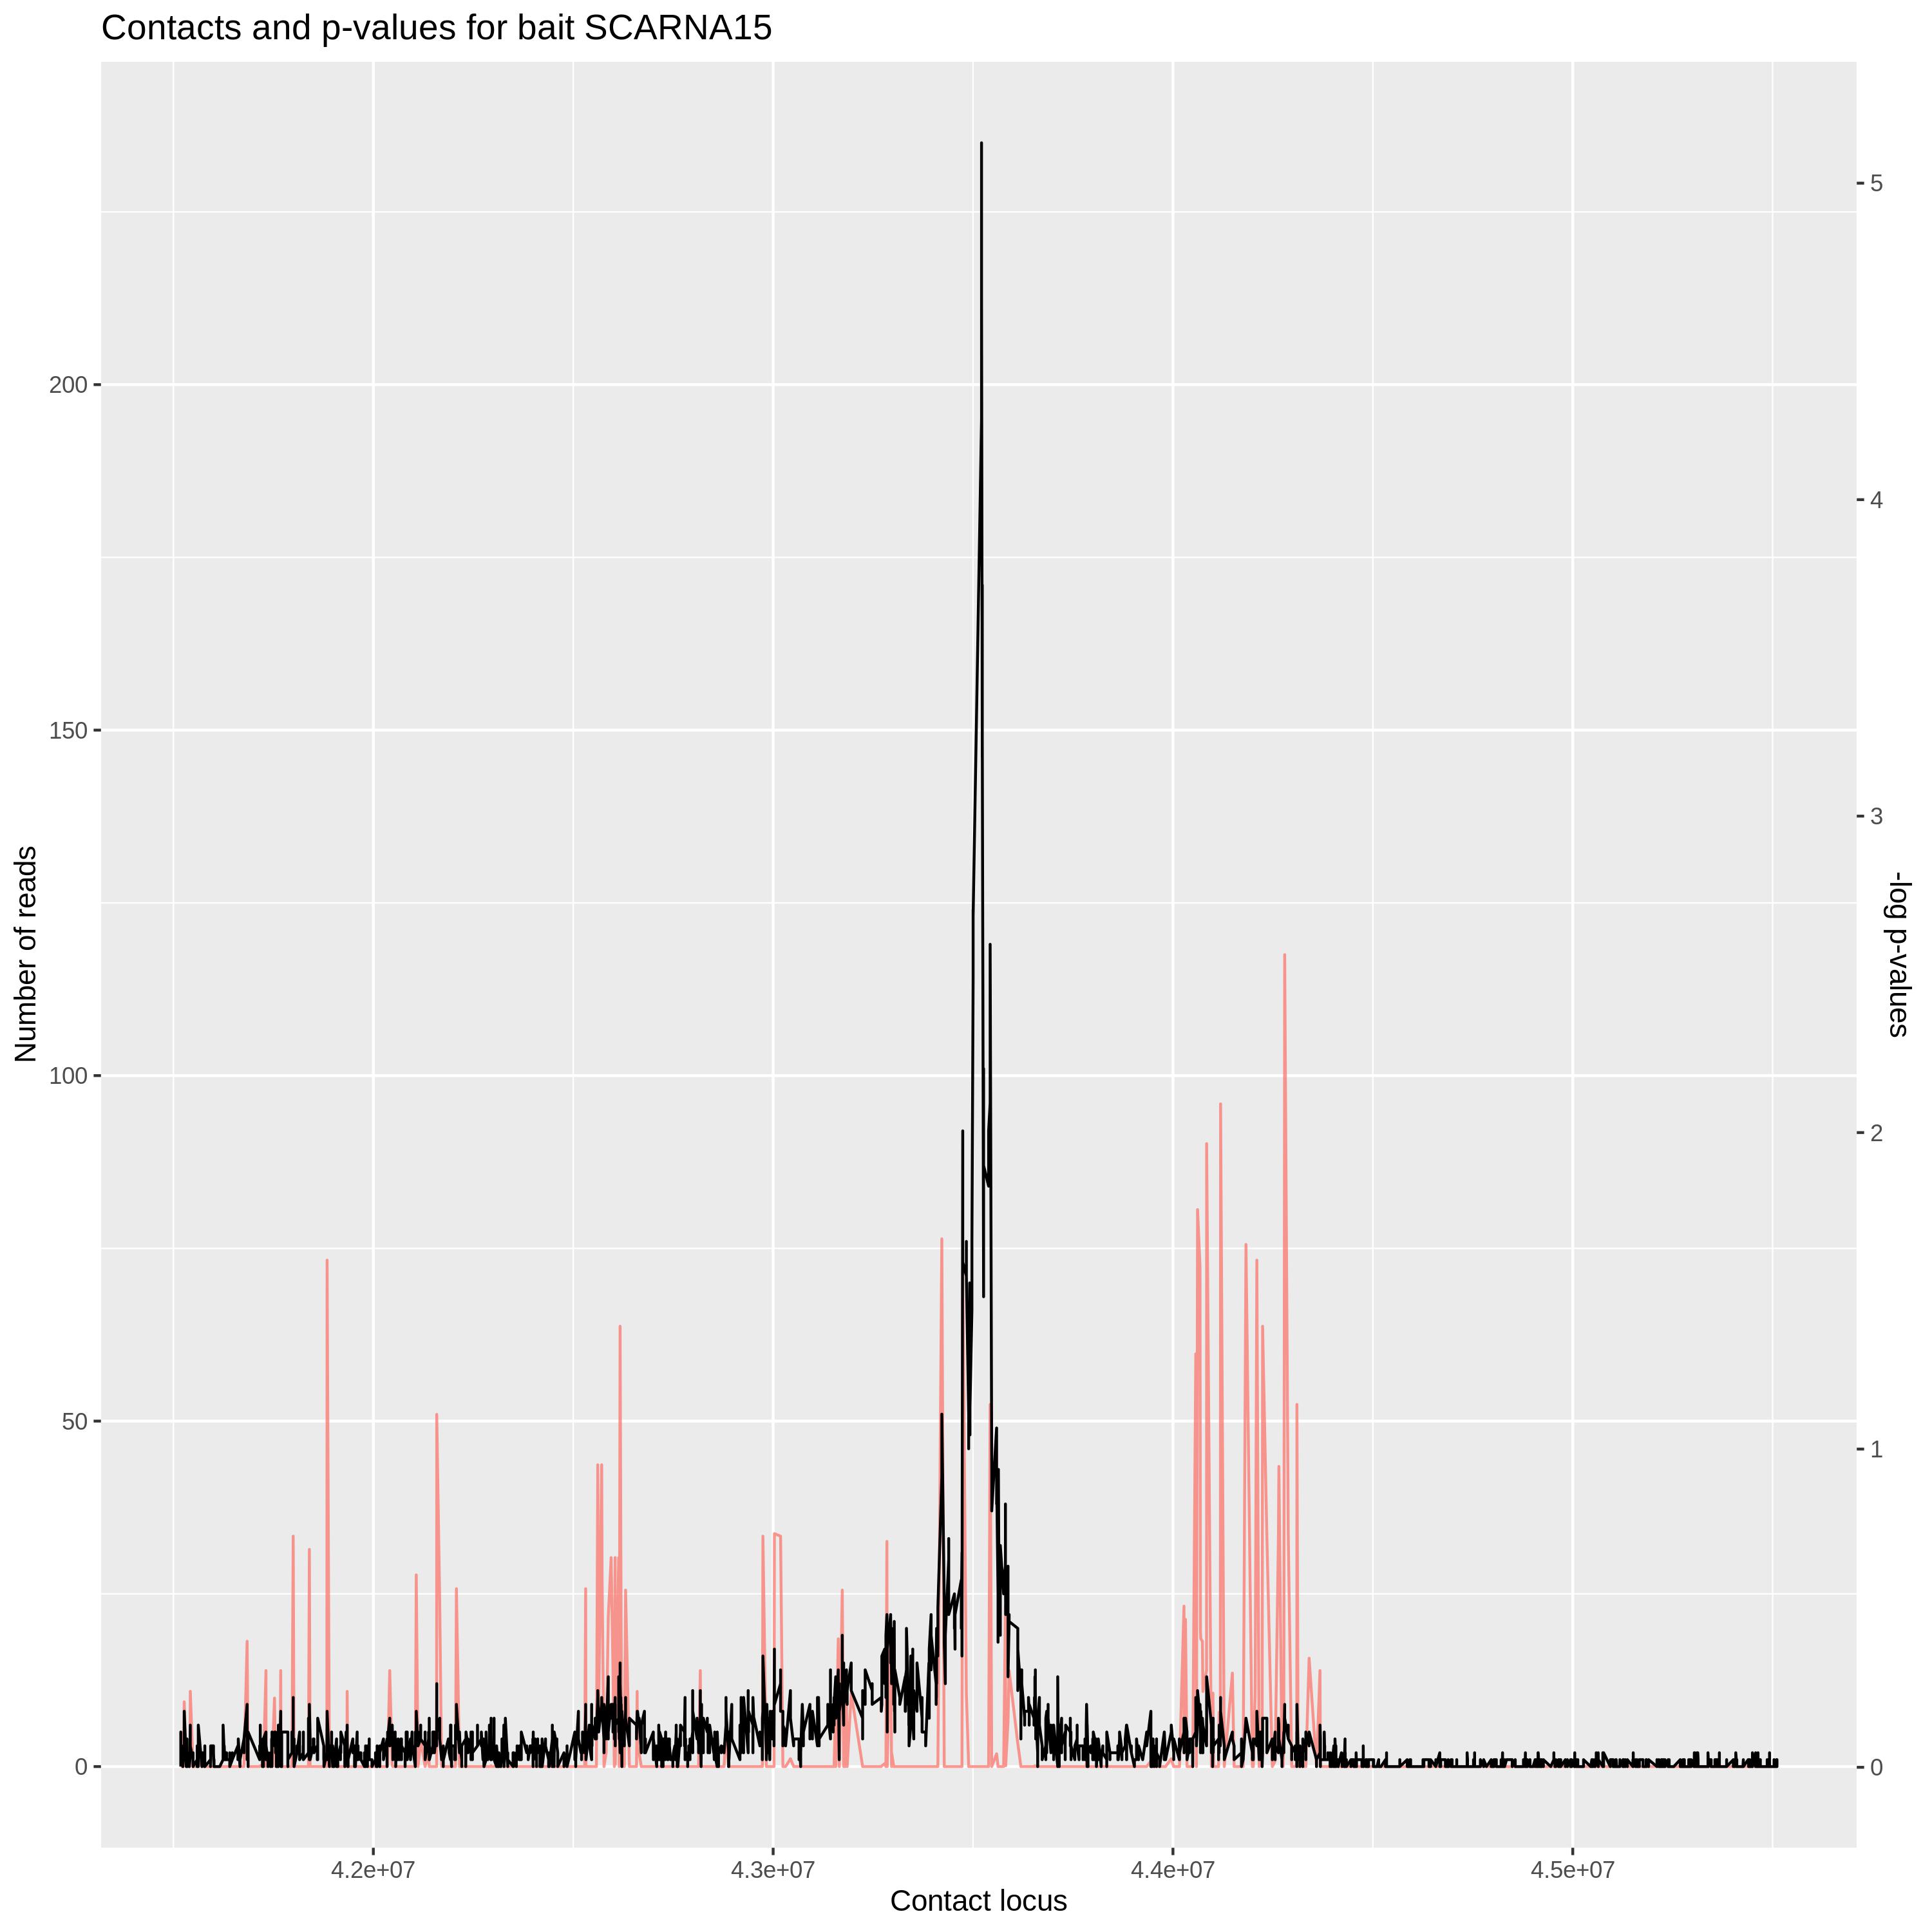 Contacts and p-values for bait SCARNA15
Number of reads
200
150
100
50
0
5
4
3
2
1
0
-log p-values
4.2e+07 4.3e+07 4.4e+07 4.5e+07
Contact locus